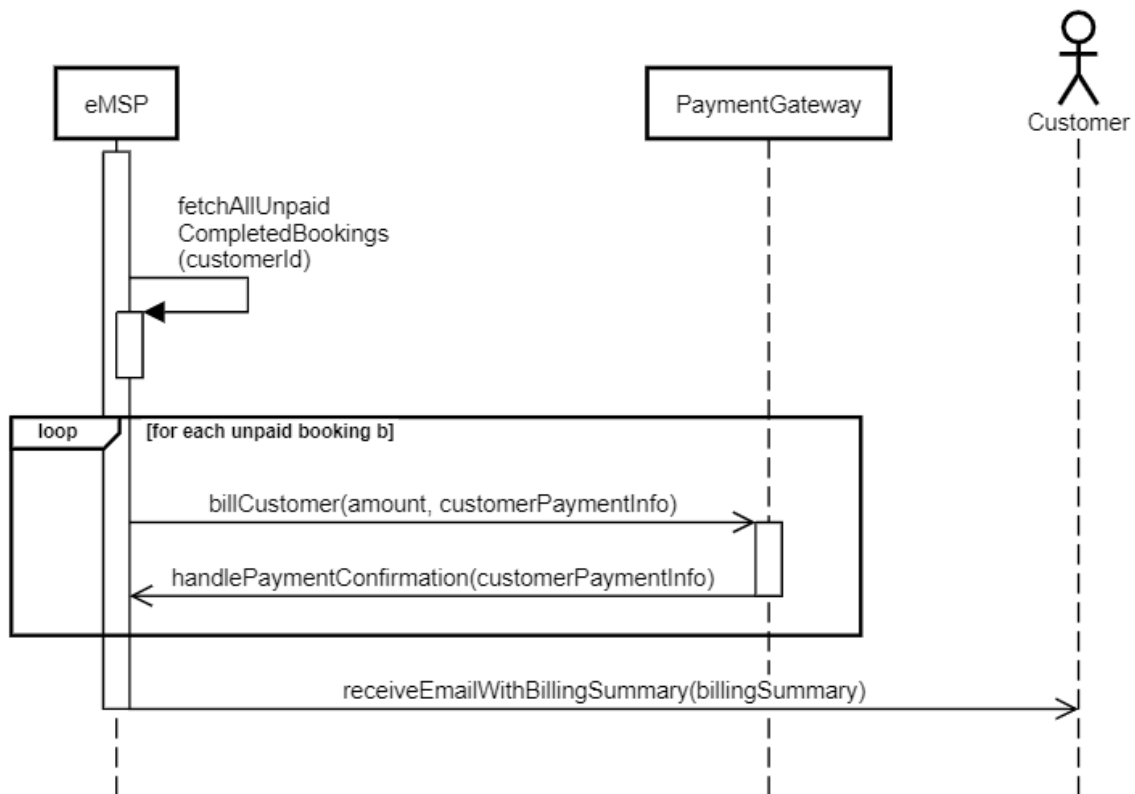 eMSP
PaymentGateway
Customer
fetchAllUnpaid
CompletedBookings
(customerId)
loop
[for each unpaid booking b]
billCustomer(amount, customerPaymentInfo)
handlePaymentConfirmation(customerPaymentInfo)
receiveEmailWithBillingSummary(billingSummary)